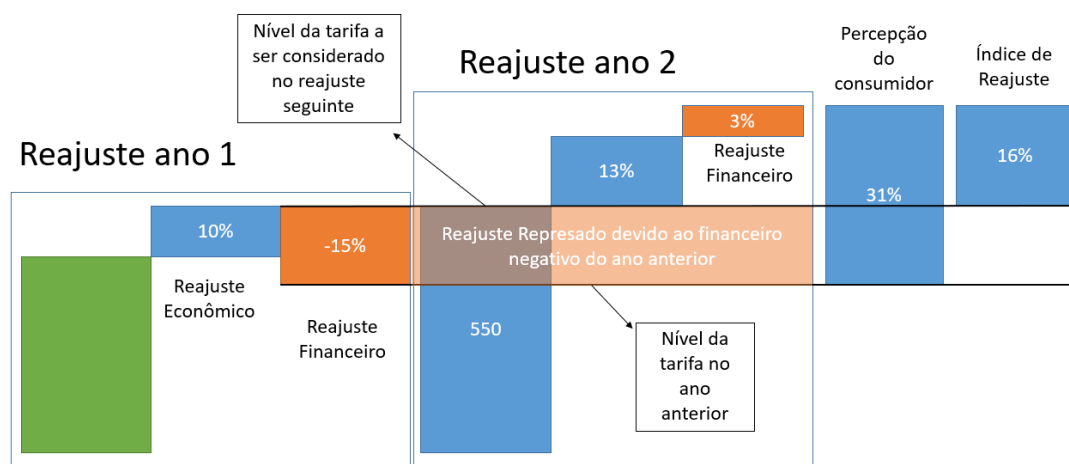 Nível da tarifa a
ser considerado
no reajuste
seguinte
Reajuste ano 2
Percepção
do
consumidor
Índice de
Reajuste
Reajuste ano 1
3%
Reajuste
Financeiro
13%
16%
31%
10%
-15%
Reajuste Represado devido ao financeiro
negativo do ano anterior
Reajuste
Econômico
Reajuste
Financeiro
550
Nível da
tarifa no
ano
anterior